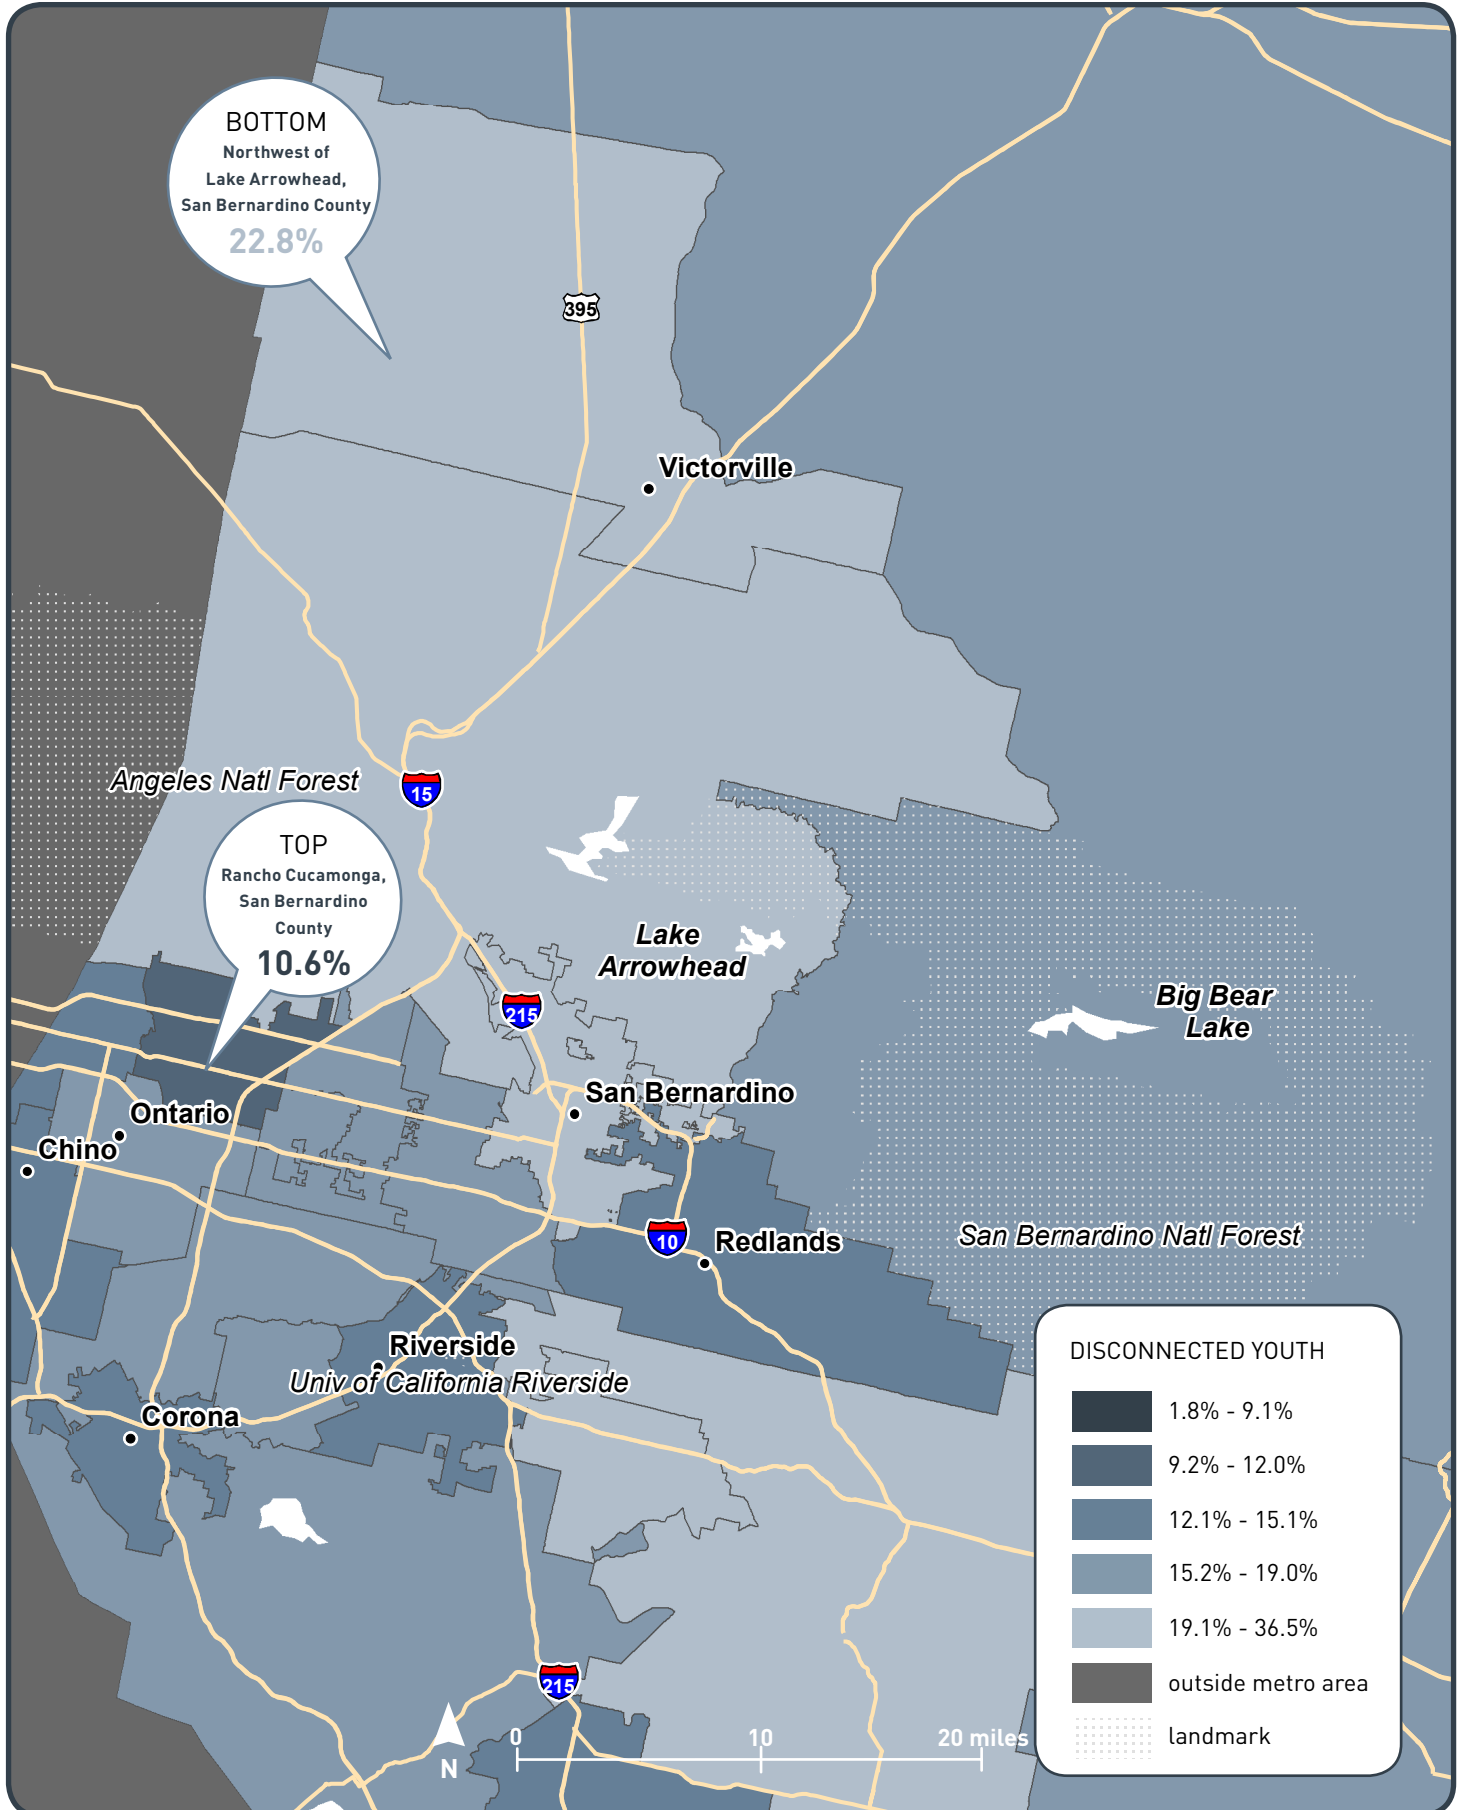 BOTTOM
Northwest of
Lake Arrowhead,
San Bernardino County
22.8%
395
Victorville
Angeles Natl Forest
15
TOP
Rancho Cucamonga,
San Bernardino
County
10.6%
Lake
Arrowhead
Big Bear
Lake
215
San Bernardino
Ontario
Chino
San Bernardino Natl Forest
10
Redlands
Riverside
Univ of California Riverside
Corona
DISCONNECTED YOUTH
1.8% - 9.1%
9.2% - 12.0%
12.1% - 15.1%
15.2% - 19.0%
19.1% - 36.5%
outside metro area
landmark
215
N
0 10 20 miles